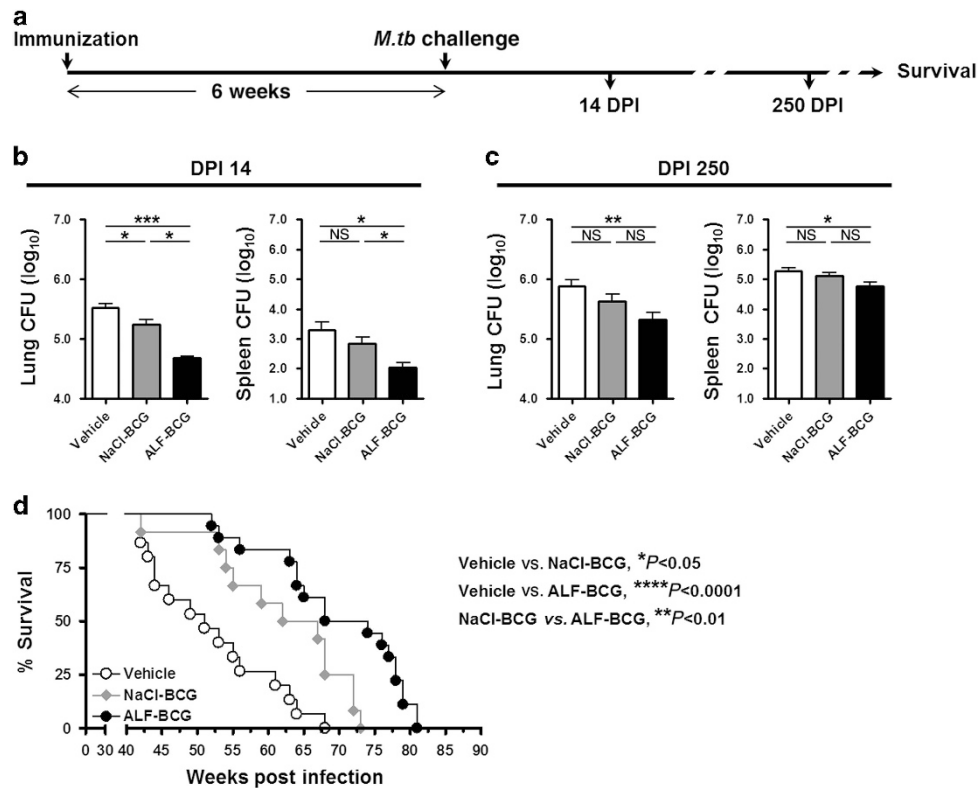 a
Immunization
M.tb challenge
Survival
6 weeks
14 DPI
250 DPI
b
DPI 14
Lung CFU (log10)
7.0
6.0
5.0
4.0
***
*
*
Vehicle
NaCl-BCG
ALF-BCG
Spleen CFU (log10)
7.0
6.0
5.0
4.0
3.0
2.0
1.0
*
NS
*
Vehicle
NaCl-BCG
ALF-BCG
c
DPI 250
Lung CFU (log10)
7.0
6.0
5.0
4.0
**
NS
NS
Vehicle
NaCl-BCG
ALF-BCG
Spleen CFU (log10)
7.0
6.0
5.0
4.0
3.0
2.0
1.0
*
NS
NS
Vehicle
NaCl-BCG
ALF-BCG
d
% Survival
100
75
50
25
0
Vehicle
NaCl-BCG
ALF-BCG
0 30 40 45 50 55 60 65 70 75 80 85 90
Weeks post infection
Vehicle vs. NaCl-BCG, *P<0.05
Vehicle vs. ALF-BCG, ****P<0.0001
NaCl-BCG vs. ALF-BCG, **P<0.01